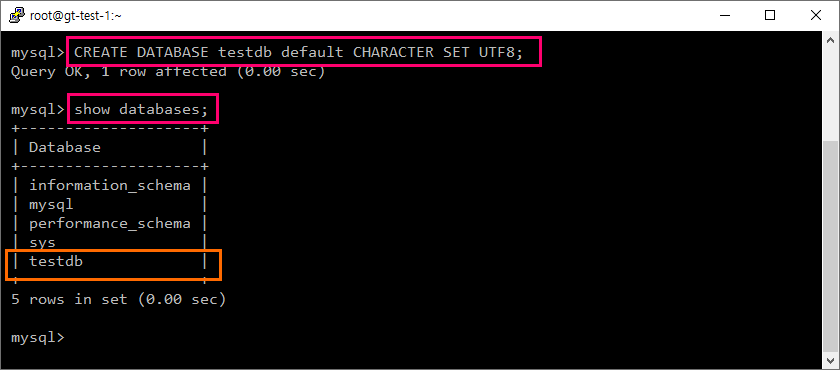 root@gt-test-1:~
mysql> CREATE DATABASE testdb default CHARACTER SET UTF8;
Query OK, 1 row affected (0.00 sec)
mysql> show databases;
+--------------------+
| Database           |
+--------------------+
| information_schema |
| mysql              |
| performance_schema |
| sys                |
| testdb             |
+--------------------+
5 rows in set (0.00 sec)
mysql>